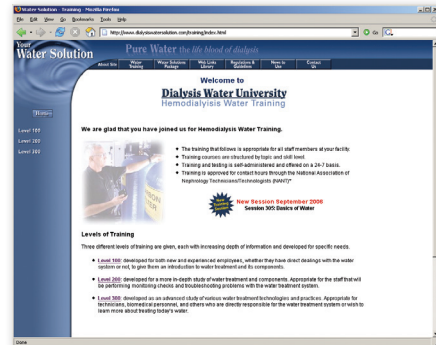 Water Solution - Training - Mozilla Firefox
File Edit View Go Bookmarks Tools Help
http://www.dialysiswatersolution.com/training/index.html
Go
Your
Water Solution
Pure Water the life blood of dialysis
About Site
Water Training
Water Solutions Package
Web Links Library
Regulations & Guidelines
News to Use
Contact Us
Home
Level 100
Level 200
Level 300
Welcome to
Dialysis Water University
Hemodialysis Water Training
We are glad that you have joined us for Hemodialysis Water Training.
The training that follows is appropriate for all staff members at your facility.
Training courses are structured by topic and skill level.
Training and testing is self-administered and offered on a 24-7 basis.
Training is approved for contact hours through the National Association of
Nephrology Technicians/Technologists (NANT)*
New Session September 2008
Session 305: Basics of Water
Levels of Training
Three different levels of training are given, each with increasing depth of information and developed for specific needs.
Level 100: developed for both new and experienced employees, whether they have direct dealings with the water
system or not, to give them an introduction to water treatment and its components.
Level 200: developed for a more in-depth study of water treatment and components. Appropriate for the staff that will
be performing monitoring checks and troubleshooting problems with the water treatment system.
Level 300: developed as an advanced study of various water treatment technologies and practices. Appropriate for
technicians, biomedical personnel, and others who are directly responsible for the water treatment system or wish to
learn more about treating today's water.
Done